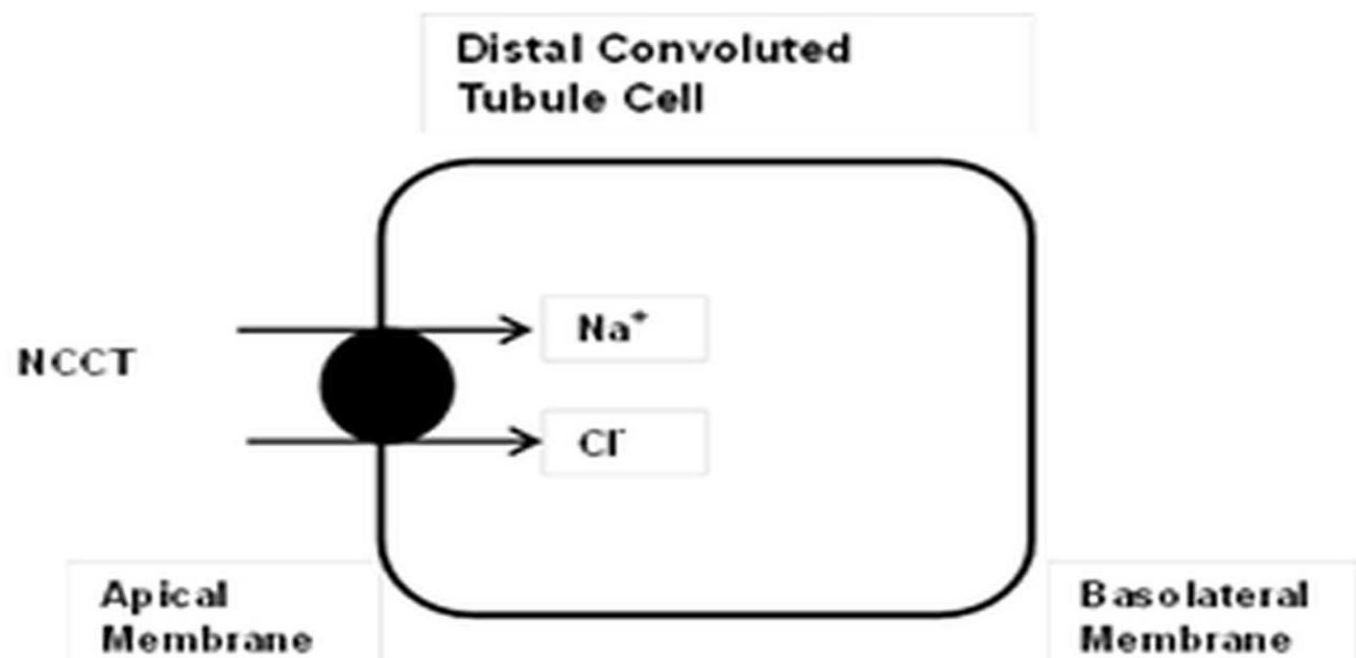 Distal Convoluted
Tubule Cell
NCCT
Na⁺
Cl⁻
Apical
Membrane
Basolateral
Membrane